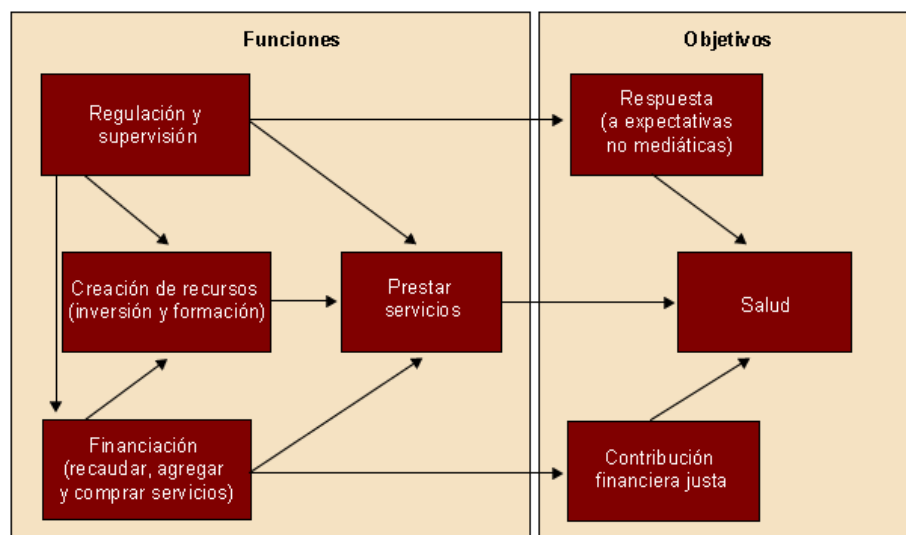 Funciones
Objetivos
Regulación y
supervisión
Respuesta
(a expectativas
no mediáticas)
Creación de recursos
(inversión y formación)
Prestar
servicios
Salud
Financiación
(recaudar, agregar
y comprar servicios)
Contribución
financiera justa